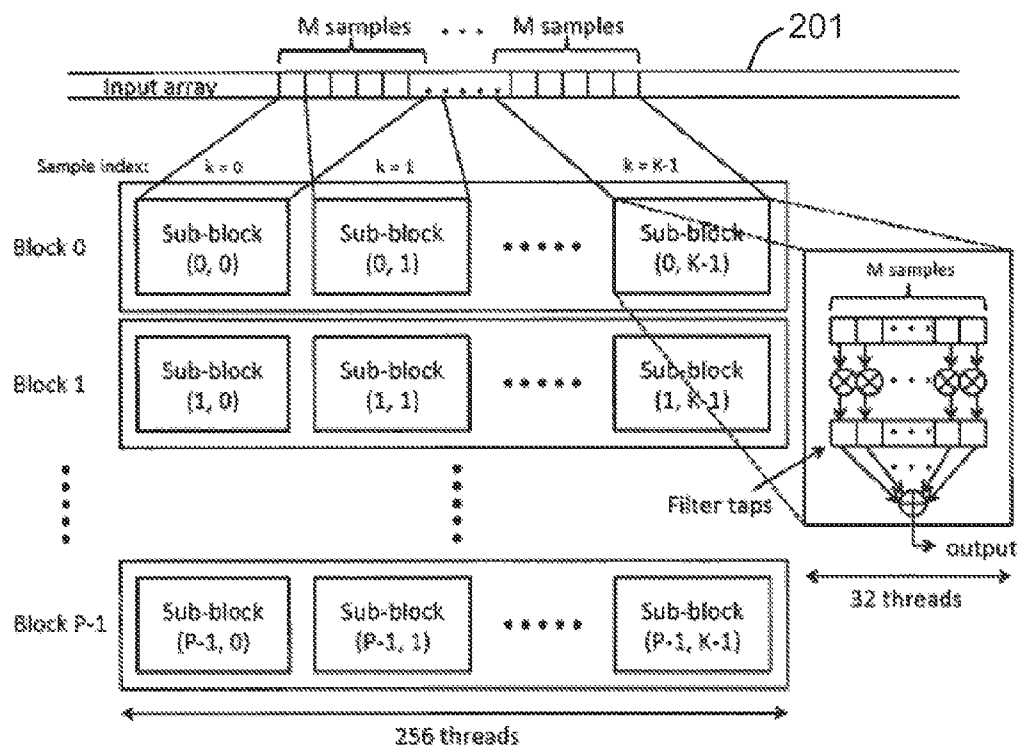 M samples . . . M samples
201
Input array
Sample index: k = 0 k = 1 k = K-1
Block 0
Sub-block
(0, 0)
Sub-block
(0, 1)
Sub-block
(0, K-1)
M samples
Block 1
Sub-block
(1, 0)
Sub-block
(1, 1)
Sub-block
(1, K-1)
Filter taps
output
32 threads
Block P-1
Sub-block
(P-1, 0)
Sub-block
(P-1, 1)
Sub-block
(P-1, K-1)
256 threads